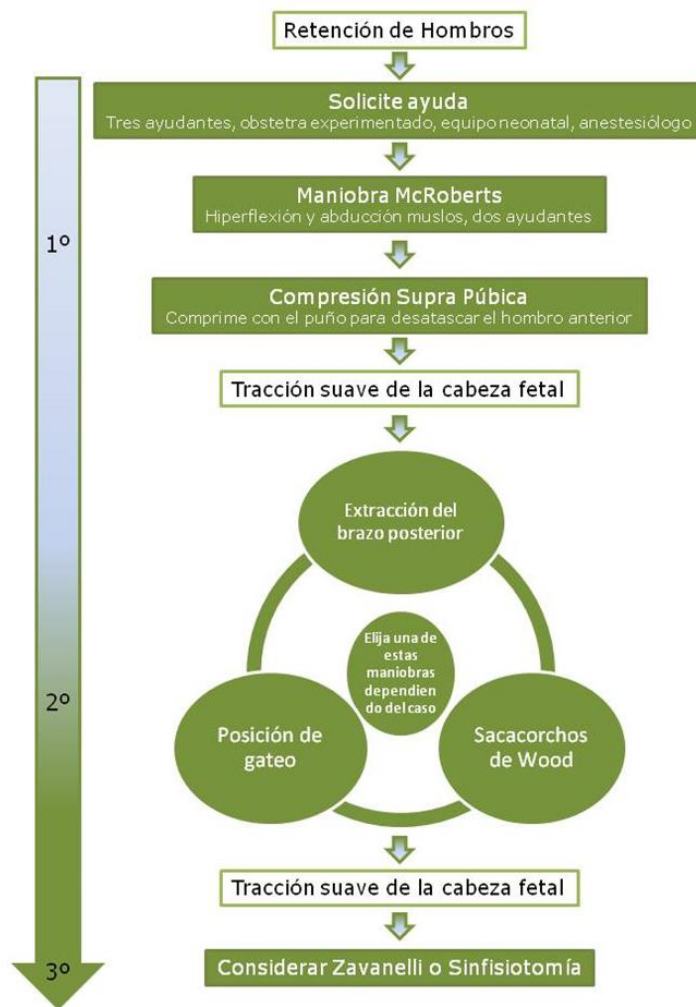 Retención de Hombros
Solicite ayuda
Tres ayudantes, obstetra experimentado, equipo neonatal, anestesiólogo
Maniobra McRoberts
Hiperflexión y abducción muslos, dos ayudantes
1º
Compresión Supra Púbica
Comprime con el puño para desatascar el hombro anterior
Tracción suave de la cabeza fetal
Extracción del
brazo posterior
Elija una de
estas
maniobras
dependien
do del caso
2º
Posición de
gateo
Sacacorchos
de Wood
Tracción suave de la cabeza fetal
3º
Considerar Zavanelli o Sinfisiotomía